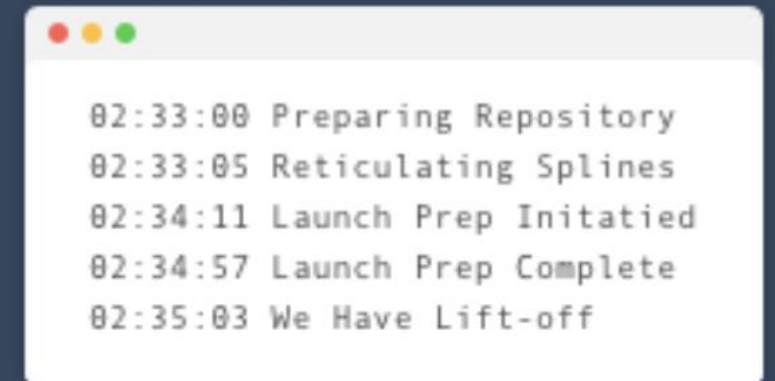 02:33:00 Preparing Repository
02:33:05 Reticulating Splines
02:34:11 Launch Prep Initatied
02:34:57 Launch Prep Complete
02:35:03 We Have Lift-off